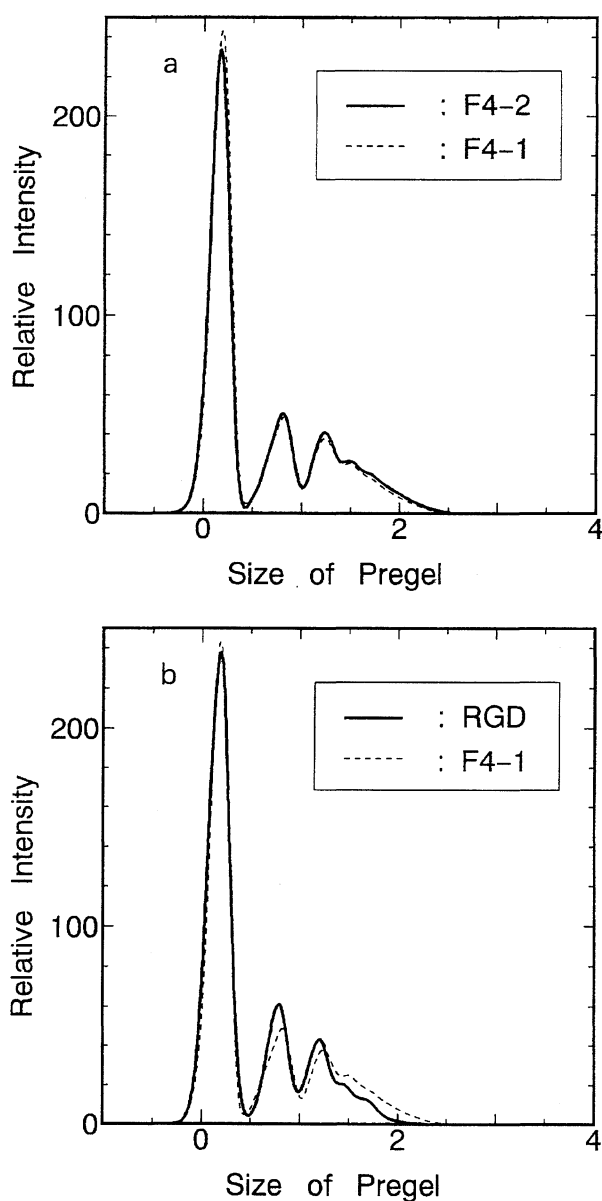 a
: F4-2
: F4-1
200
100
0
Relative Intensity
0
2
4
Size of Pregel
b
: RGD
: F4-1
200
100
0
Relative Intensity
0
2
4
Size of Pregel